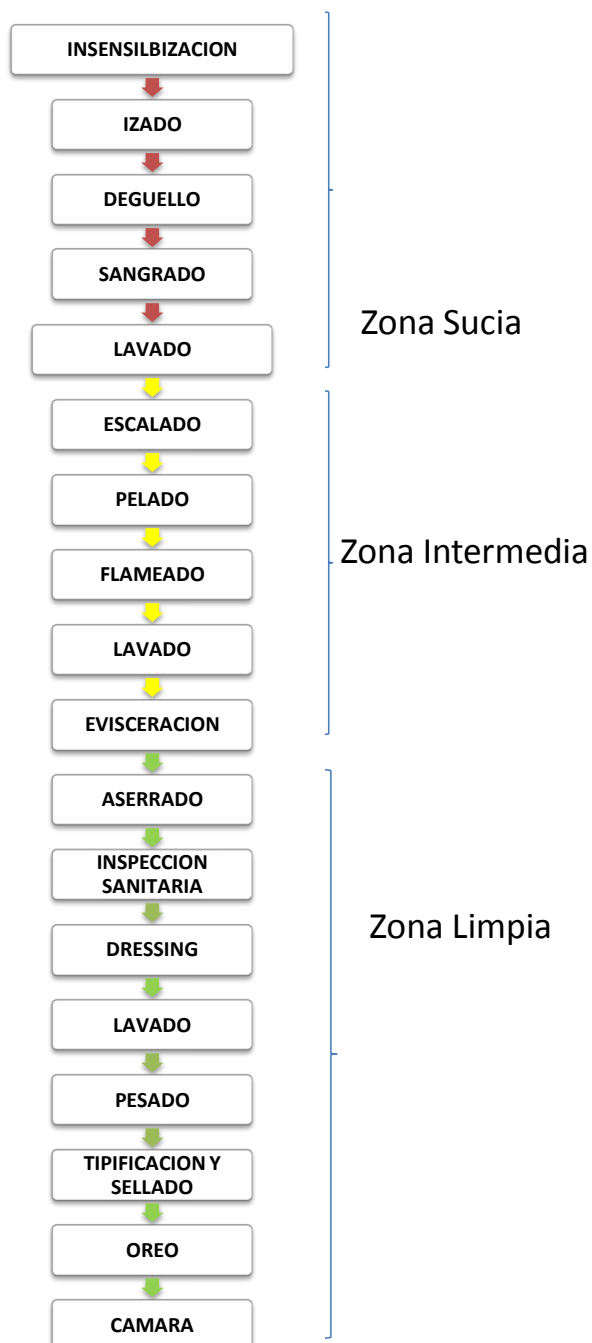 INSENSILBIZACION
IZADO
DEGUELLO
SANGRADO
LAVADO
Zona Sucia
ESCALADO
PELADO
FLAMEADO
LAVADO
EVISCERACION
Zona Intermedia
ASERRADO
INSPECCION
SANITARIA
DRESSING
LAVADO
PESADO
TIPIFICACION Y
SELLADO
OREO
CAMARA
Zona Limpia